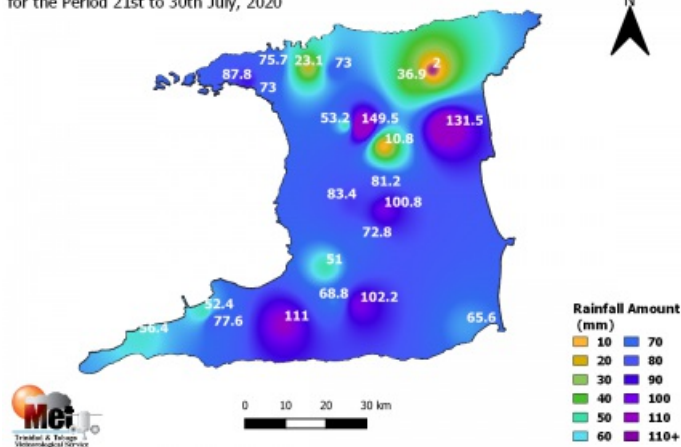 for the Period 21st to 30th July, 2020
N
75.7 23.1 73
36.9 2
87.8
73
53.2 149.5
131.5
10.8
81.2
83.4
100.8
72.8
51
68.8 102.2
52.4
77.6 111
65.6
56.4
Rainfall Amount
(mm)
10 70
20 80
30 90
40 100
50 110
60 110+
0 10 20 30 km
Met
Trinidad & Tobago
Meteorological Service